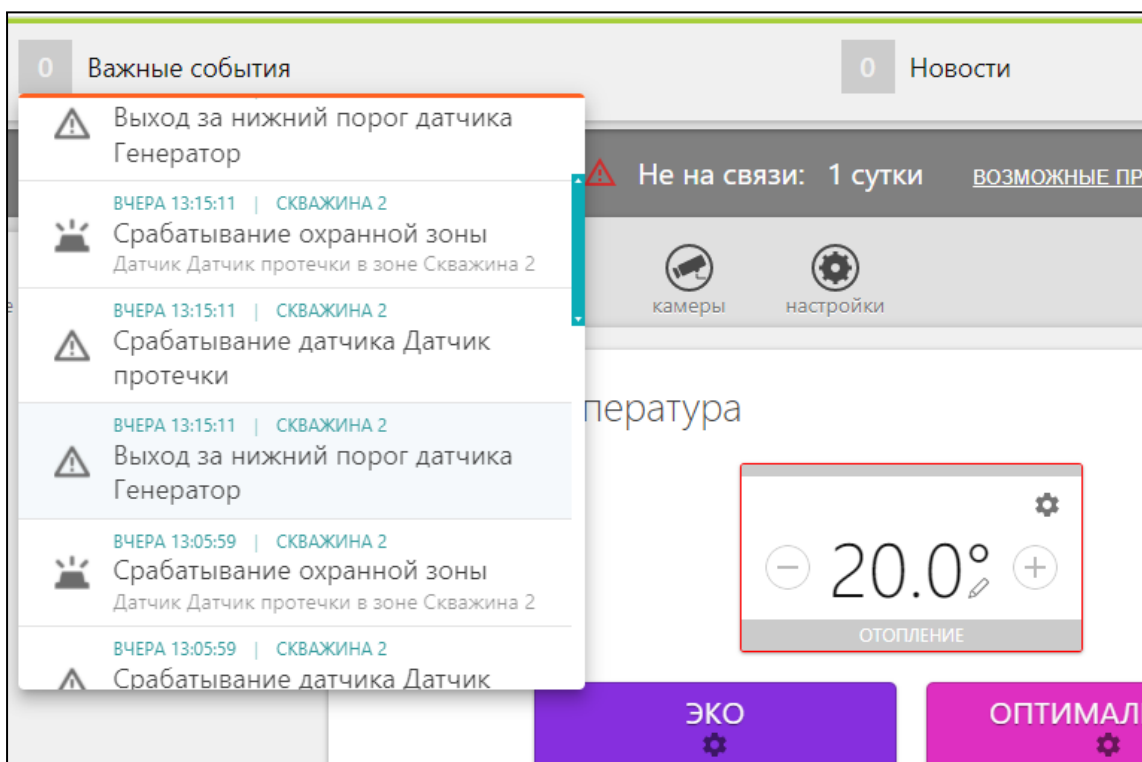 0 Важные события
0 Новости
Выход за нижний порог датчика
Генератор
ВЧЕРА 13:15:11 | СКВАЖИНА 2
Срабатывание охранной зоны
Датчик Датчик протечки в зоне Скважина 2
ВЧЕРА 13:15:11 | СКВАЖИНА 2
Срабатывание датчика Датчик
протечки
ВЧЕРА 13:15:11 | СКВАЖИНА 2
Выход за нижний порог датчика
Генератор
ВЧЕРА 13:05:59 | СКВАЖИНА 2
Срабатывание охранной зоны
Датчик Датчик протечки в зоне Скважина 2
ВЧЕРА 13:05:59 | СКВАЖИНА 2
Срабатывание датчика Датчик
Не на связи: 1 сутки ВОЗМОЖНЫЕ ПР
е
камеры
настройки
пература
20.0°
ОТОПЛЕНИЕ
ЭКО
ОПТИМАЛ